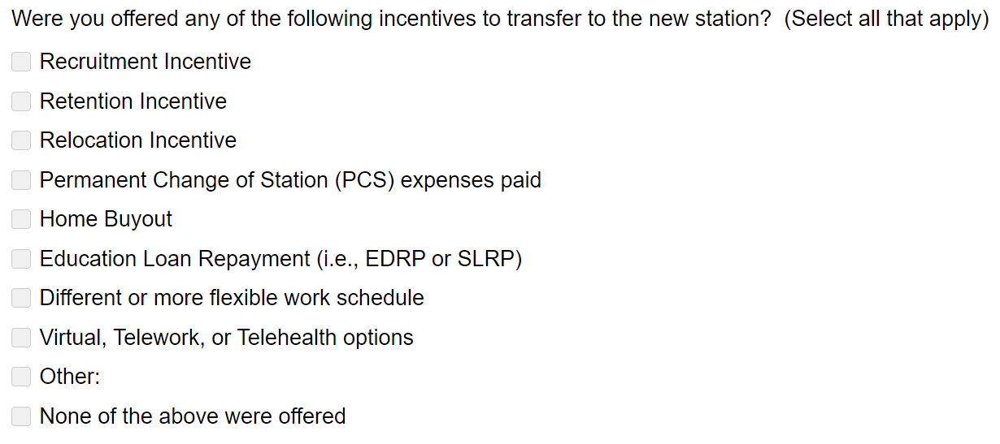 Were you offered any of the following incentives to transfer to the new station?  (Select all that apply)
Recruitment Incentive
Retention Incentive
Relocation Incentive
Permanent Change of Station (PCS) expenses paid
Home Buyout
Education Loan Repayment (i.e., EDRP or SLRP)
Different or more flexible work schedule
Virtual, Telework, or Telehealth options
Other:
None of the above were offered